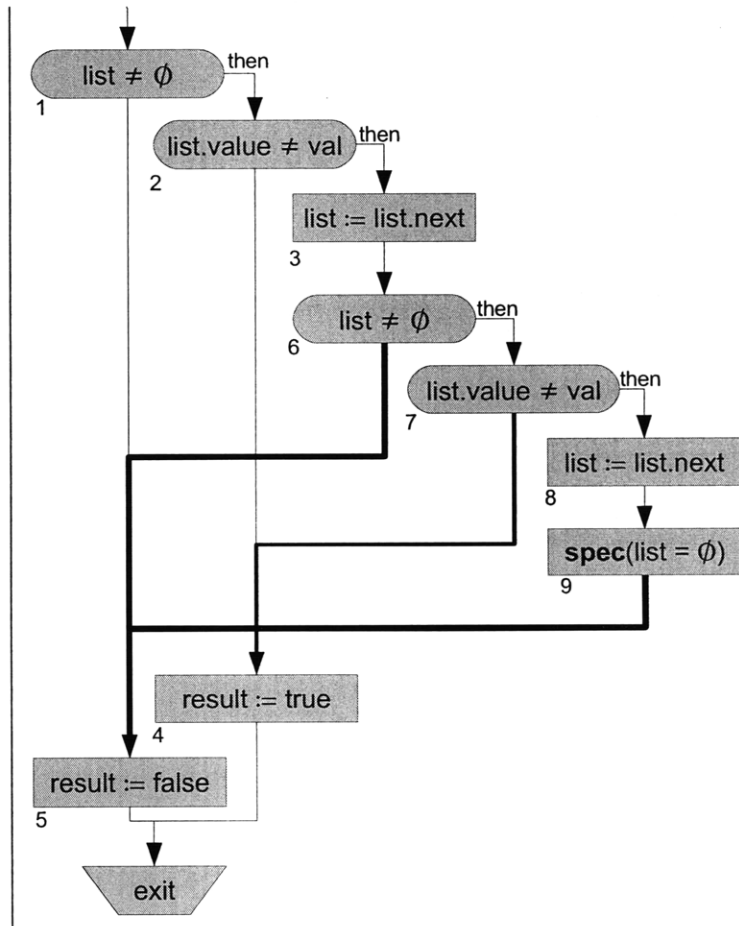 list ≠ ∅
then
1
list.value ≠ val
then
2
list := list.next
3
list ≠ ∅
then
6
list.value ≠ val
then
7
list := list.next
8
spec(list = ∅)
9
result := true
4
result := false
5
exit